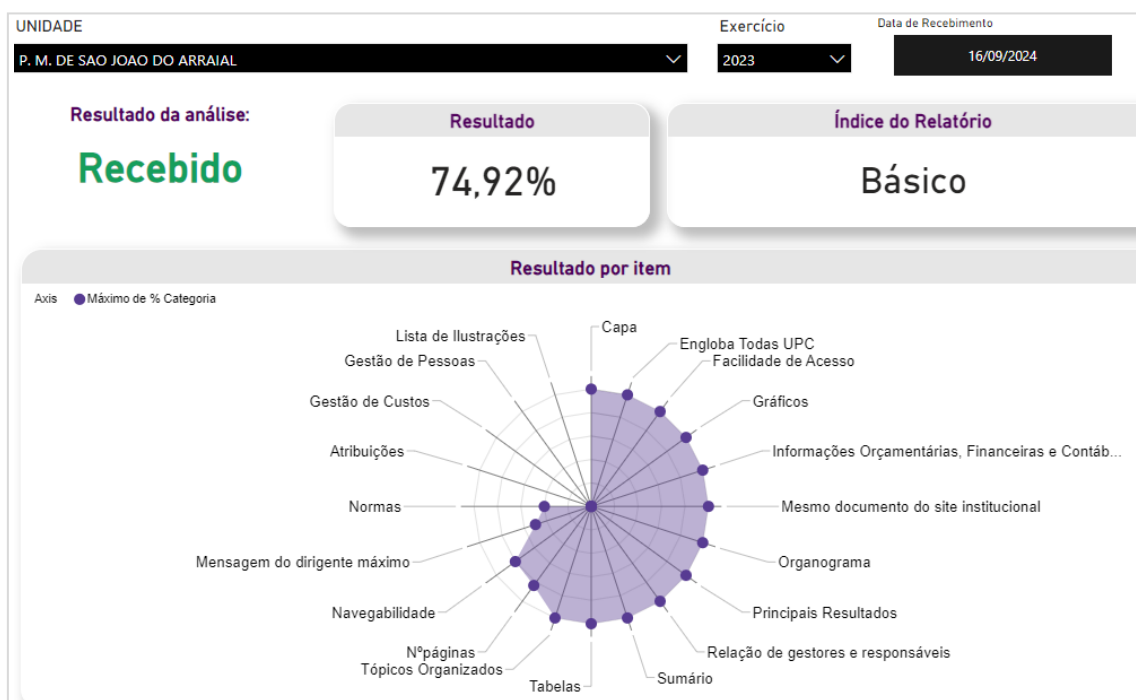 UNIDADE
Exercício
Data de Recebimento
P. M. DE SAO JOAO DO ARRAIAL
2023
16/09/2024
Resultado da análise:
Recebido
Resultado
74,92%
Índice do Relatório
Básico
Resultado por item
Axis
Máximo de % Categoria
Capa
Engloba Todas UPC
Facilidade de Acesso
Gráficos
Informações Orçamentárias, Financeiras e Contáb...
Mesmo documento do site institucional
Organograma
Principais Resultados
Relação de gestores e responsáveis
Sumário
Tabelas
Tópicos Organizados
Nºpáginas
Navegabilidade
Mensagem do dirigente máximo
Normas
Atribuições
Gestão de Custos
Gestão de Pessoas
Lista de Ilustrações